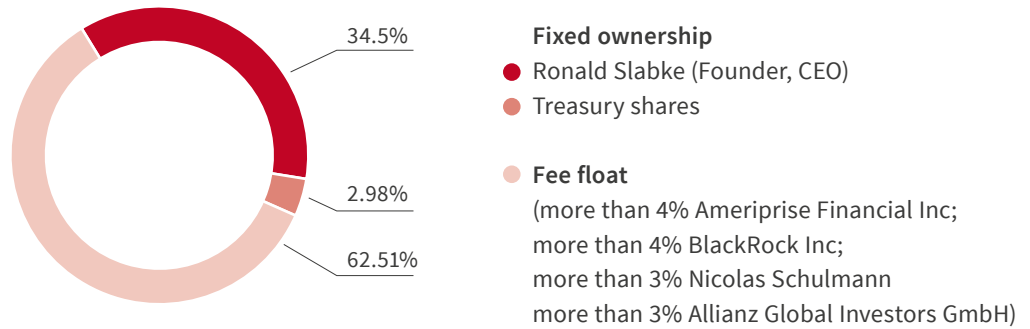 34.5%
2.98%
62.51%
Fixed ownership
Ronald Slabke (Founder, CEO)
Treasury shares
Fee float
(more than 4% Ameriprise Financial Inc;
more than 4% BlackRock Inc;
more than 3% Nicolas Schulmann
more than 3% Allianz Global Investors GmbH)